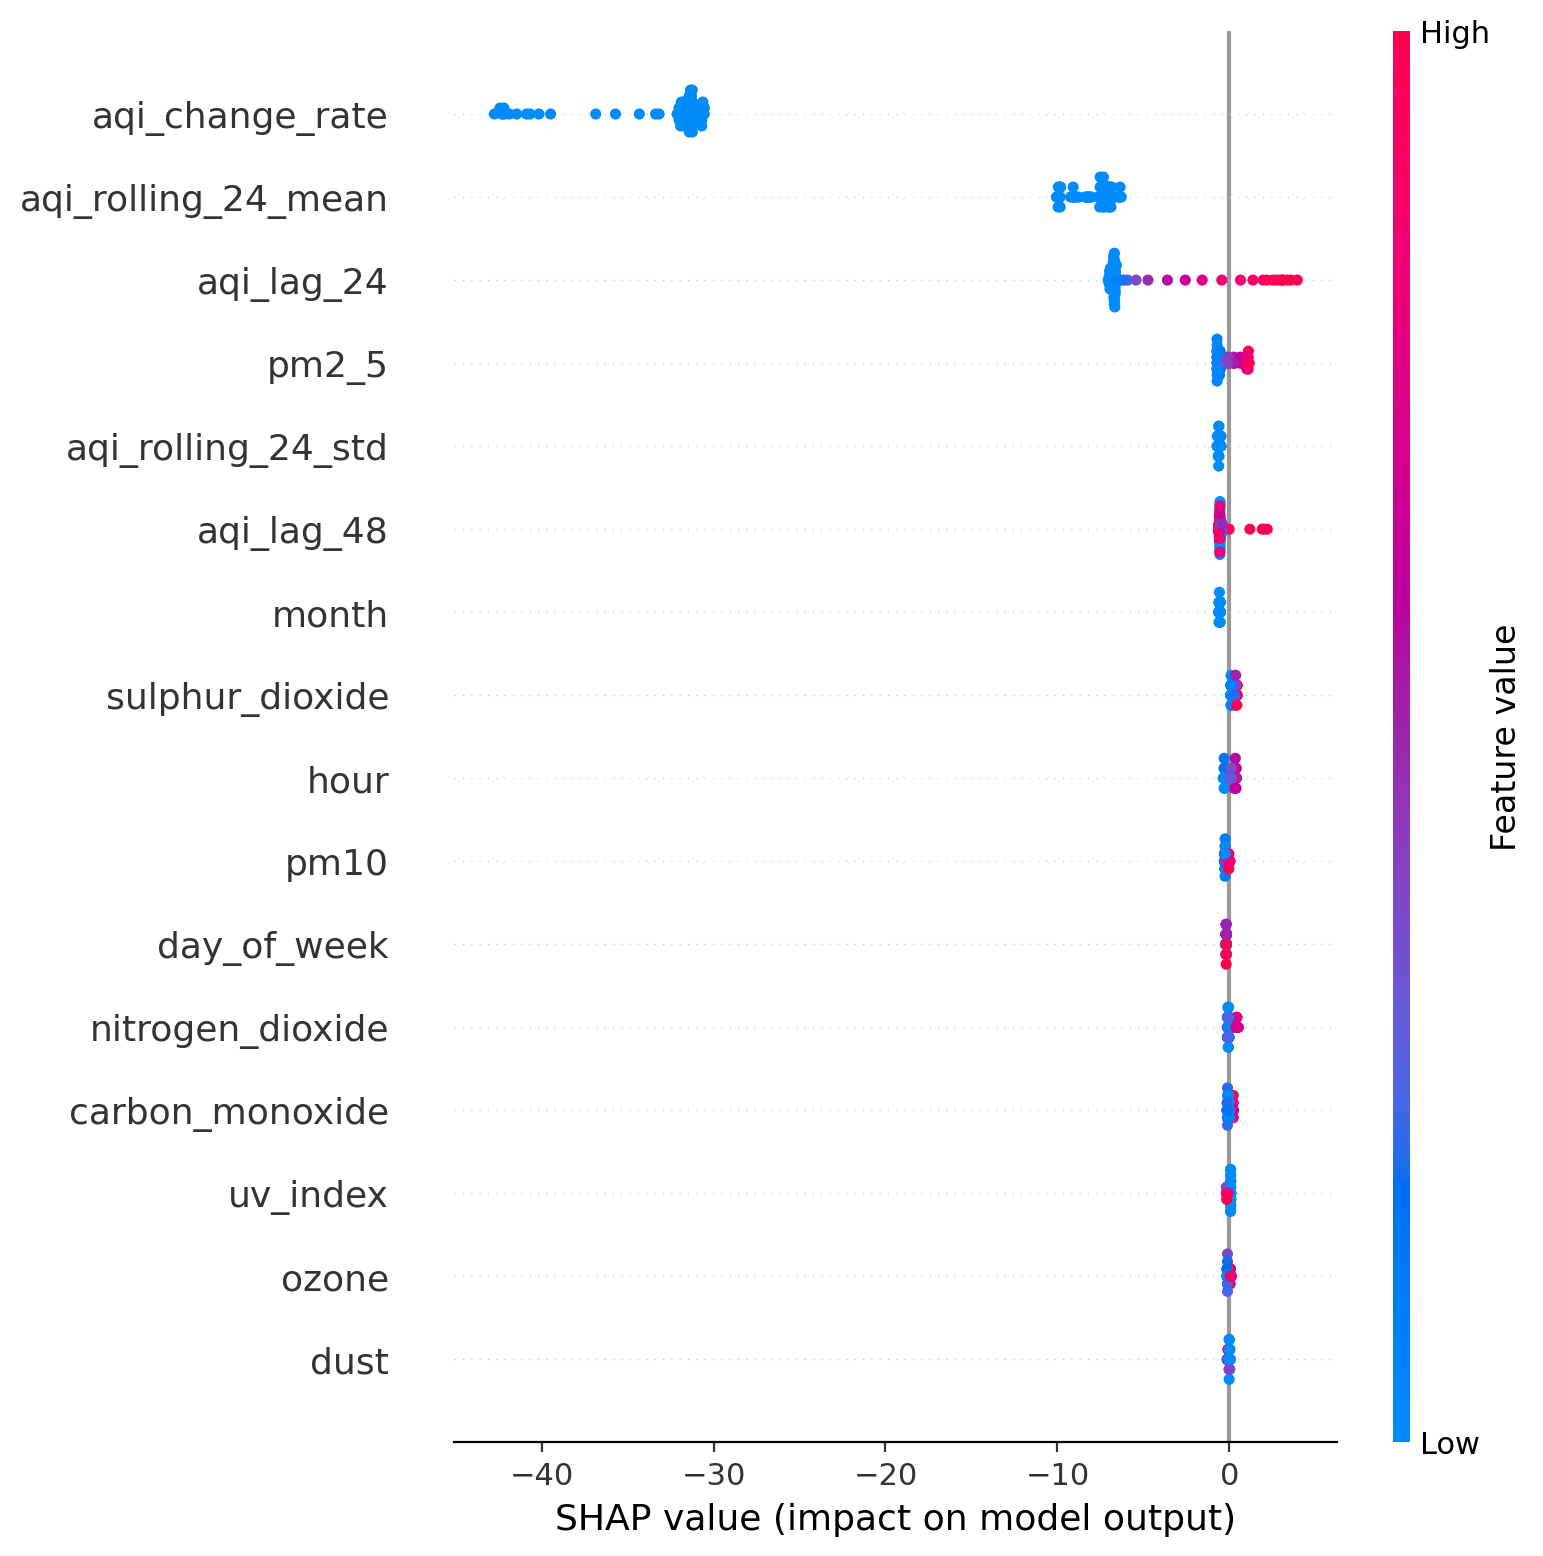 High
aqi_change_rate
aqi_rolling_24_mean
aqi_lag_24
pm2_5
aqi_rolling_24_std
aqi_lag_48
month
sulphur_dioxide
hour
pm10
day_of_week
nitrogen_dioxide
carbon_monoxide
uv_index
ozone
dust
Feature value
Low
−40 −30 −20 −10 0
SHAP value (impact on model output)